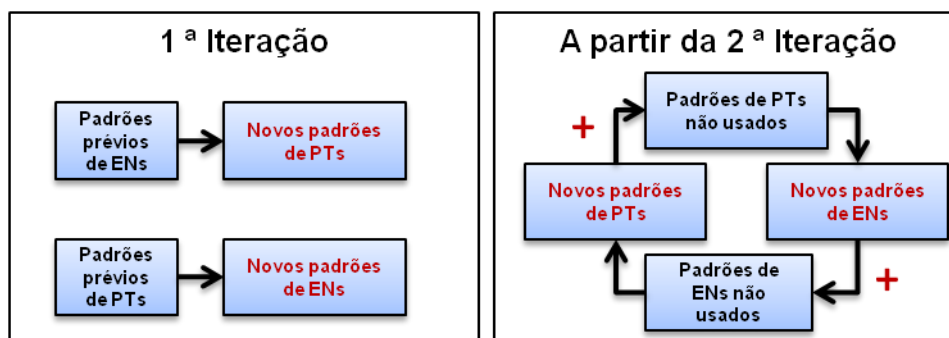 1 ª Iteração
Padrões
prévios
de ENs
Novos padrões
de PTs
Padrões
prévios
de PTs
Novos padrões
de ENs
A partir da 2 ª Iteração
Padrões de PTs
não usados
+
Novos padrões
de PTs
Novos padrões
de ENs
Padrões de
ENs não
usados
+